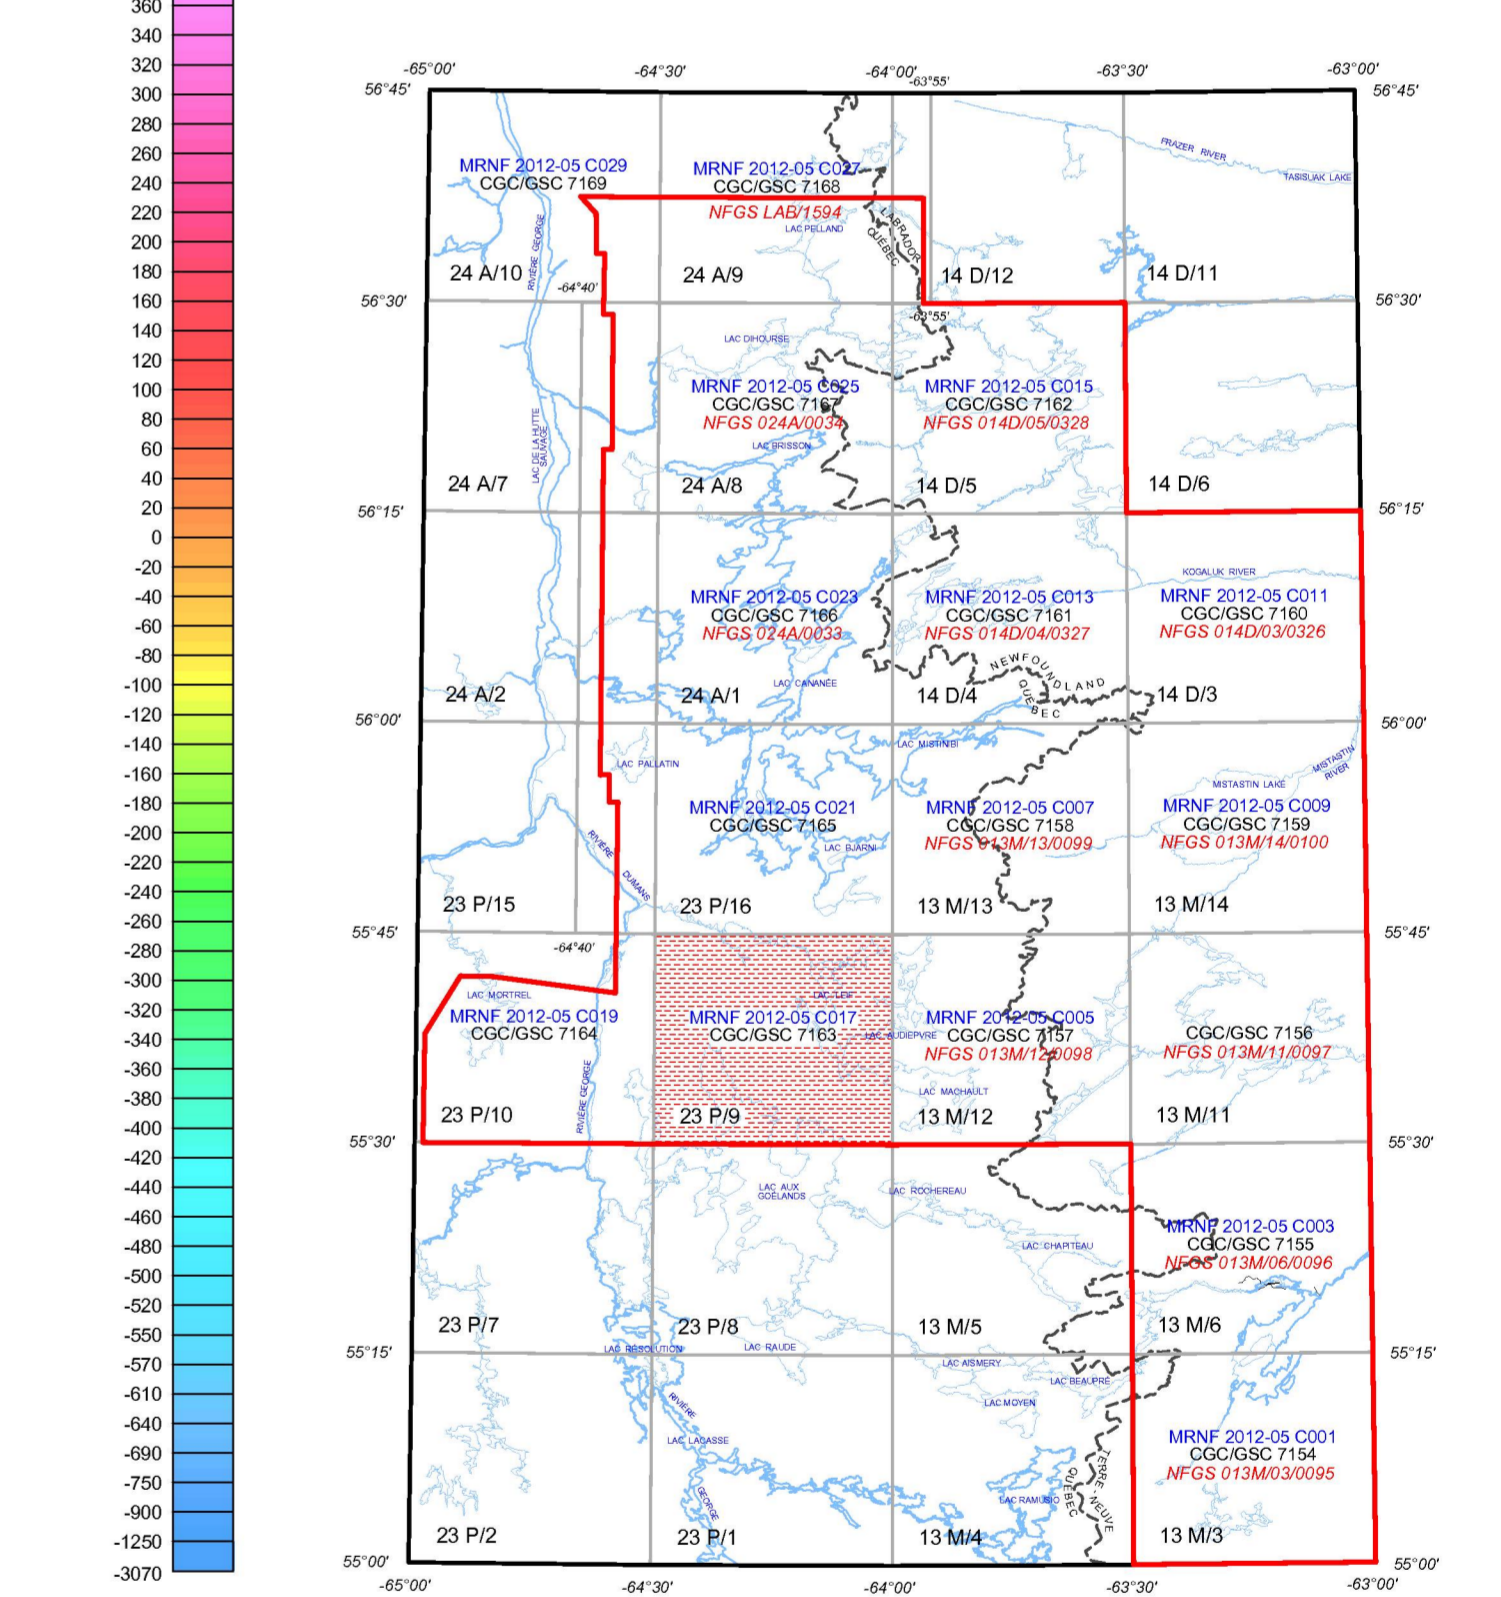 360
340
320
300
280
260
240
220
200
180
160
140
120
100
80
60
40
20
0
-20
-40
-60
-80
-100
-120
-140
-160
-180
-200
-220
-240
-260
-280
-300
-320
-340
-360
-380
-400
-420
-440
-460
-480
-500
-520
-550
-570
-610
-640
-690
-750
-900
-1250
-3070
-65°00'
-64°30'
-64°00'
-63°55'
-63°30'
-63°00'
56°45'
56°45'
MRNF 2012-05 C029
CGC/GSC 7169
MRNF 2012-05 C027
CGC/GSC 7168
NFGS LAB/1594
FRAZER RIVER
TASISUAK LAKE
LAC PELLAND
LABRADOR
QUÉBEC
RIVIÈRE GEORGE
24 A/10
24 A/9
14 D/12
14 D/11
-64°40'
56°30'
56°30'
-63°55'
LAC DIHOURSE
MRNF 2012-05 C025
CGC/GSC 7167
NFGS 024A/0034
MRNF 2012-05 C015
CGC/GSC 7162
NFGS 014D/05/0328
LAC DE LA HUTTE
SAUVAGE
LAC BRISSON
24 A/7
24 A/8
14 D/5
14 D/6
56°15'
56°15'
KOGALUK RIVER
MRNF 2012-05 C023
CGC/GSC 7166
NFGS 024A/0033
MRNF 2012-05 C013
CGC/GSC 7161
NFGS 014D/04/0327
MRNF 2012-05 C011
CGC/GSC 7160
NFGS 014D/03/0326
NEWFOUNDLAND
QUÉBEC
LAC CANANÉE
24 A/2
24 A/1
14 D/4
14 D/3
56°00'
56°00'
LAC MISTINIBI
LAC PALLATIN
MISTASTIN LAKE
MISTASTIN
RIVER
MRNF 2012-05 C021
CGC/GSC 7165
MRNF 2012-05 C007
CGC/GSC 7158
NFGS 013M/13/0099
MRNF 2012-05 C009
CGC/GSC 7159
NFGS 013M/14/0100
LAC BJARNI
RIVIÈRE
DUMANS
23 P/15
23 P/16
13 M/13
13 M/14
55°45'
55°45'
-64°40'
LAC MORTREL
LAC LEIF
MRNF 2012-05 C019
CGC/GSC 7164
MRNF 2012-05 C017
CGC/GSC 7163
LAC AUDIEPVRE
MRNF 2012-05 C005
CGC/GSC 7157
NFGS 013M/12/0098
CGC/GSC 7156
NFGS 013M/11/0097
LAC MACHAULT
RIVIÈRE GEORGE
23 P/10
23 P/9
13 M/12
13 M/11
55°30'
55°30'
LAC AUX
GOÉLANDS
LAC ROCHEREAU
LAC CHAPITEAU
MRNF 2012-05 C003
CGC/GSC 7155
NFGS 013M/06/0096
23 P/7
23 P/8
13 M/5
13 M/6
LAC RÉSOLUTION
LAC RAUDE
55°15'
55°15'
LAC AISMERY
LAC BEAUPRÉ
LAC MOYEN
RIVIÈRE
LAC LACASSE
MRNF 2012-05 C001
CGC/GSC 7154
NFGS 013M/03/0095
GEORGE
LAC RAMUSIO
QUÉBEC
TERRE-NEUVE
23 P/2
23 P/1
13 M/4
13 M/3
55°00'
55°00'
-65°00'
-64°30'
-64°00'
-63°30'
-63°00'